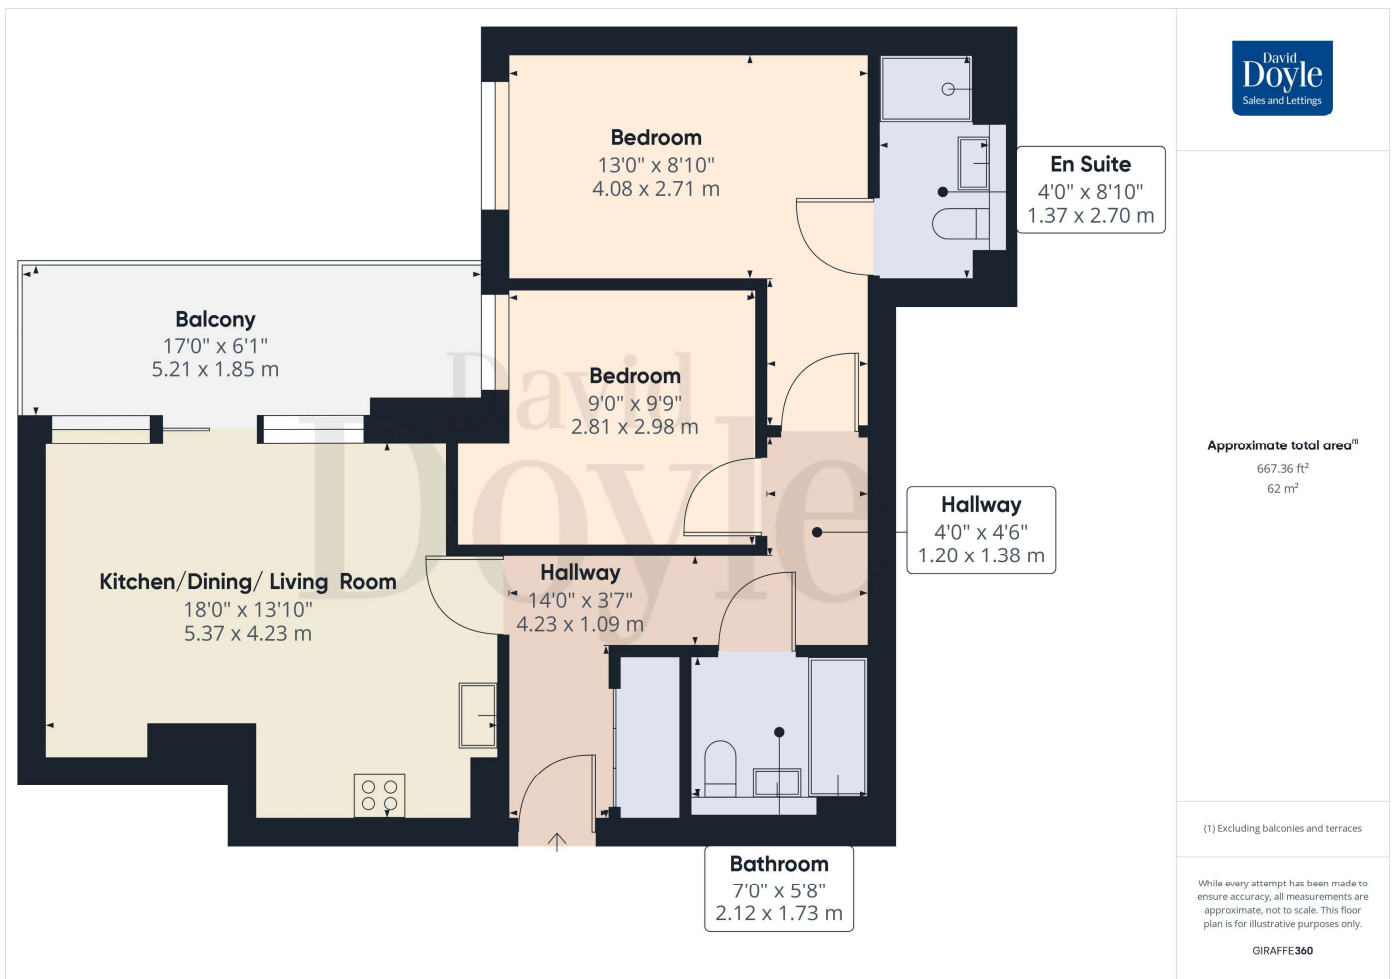 Bedroom
13'0" x 8'10"
4.08 x 2.71 m
En Suite
4'0" x 8'10"
1.37 x 2.70 m
Balcony
17'0" x 6'1"
5.21 x 1.85 m
Bedroom
9'0" x 9'9"
2.81 x 2.98 m
Hallway
4'0" x 4'6"
1.20 x 1.38 m
Kitchen/Dining/ Living Room
18'0" x 13'10"
5.37 x 4.23 m
Hallway
14'0" x 3'7"
4.23 x 1.09 m
Bathroom
7'0" x 5'8"
2.12 x 1.73 m
David
Doyle
David
Doyle
Sales and Lettings
Approximate total area(1)
667.36 ft²
62 m²
(1) Excluding balconies and terraces
While every attempt has been made to
ensure accuracy, all measurements are
approximate, not to scale. This floor
plan is for illustrative purposes only.
GIRAFFE360